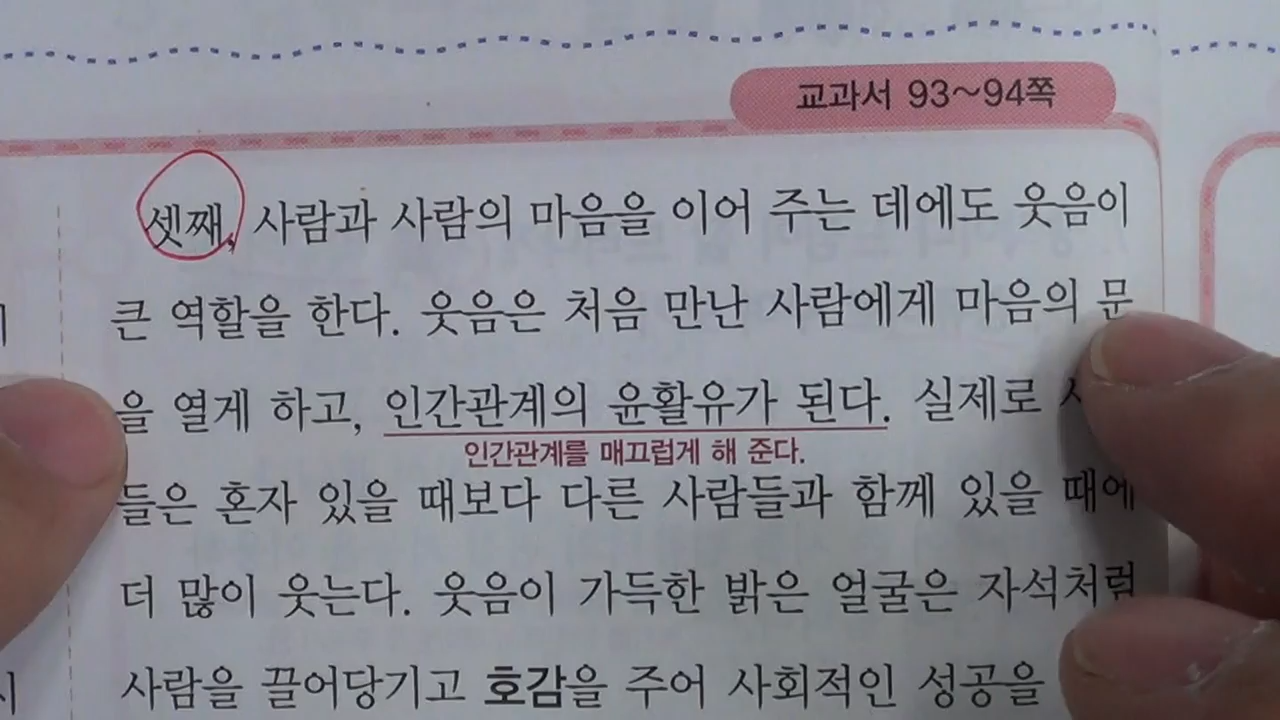 교과서 93~94쪽
셋째, 사람과 사람의 마음을 이어 주는 데에도 웃음이
큰 역할을 한다. 웃음은 처음 만난 사람에게 마음의 문
을 열게 하고, 인간관계의 윤활유가 된다. 실제로
인간관계를 매끄럽게 해 준다.
들은 혼자 있을 때보다 다른 사람들과 함께 있을 때에
더 많이 웃는다. 웃음이 가득한 밝은 얼굴은 자석처럼
사람을 끌어당기고 호감을 주어 사회적인 성공을